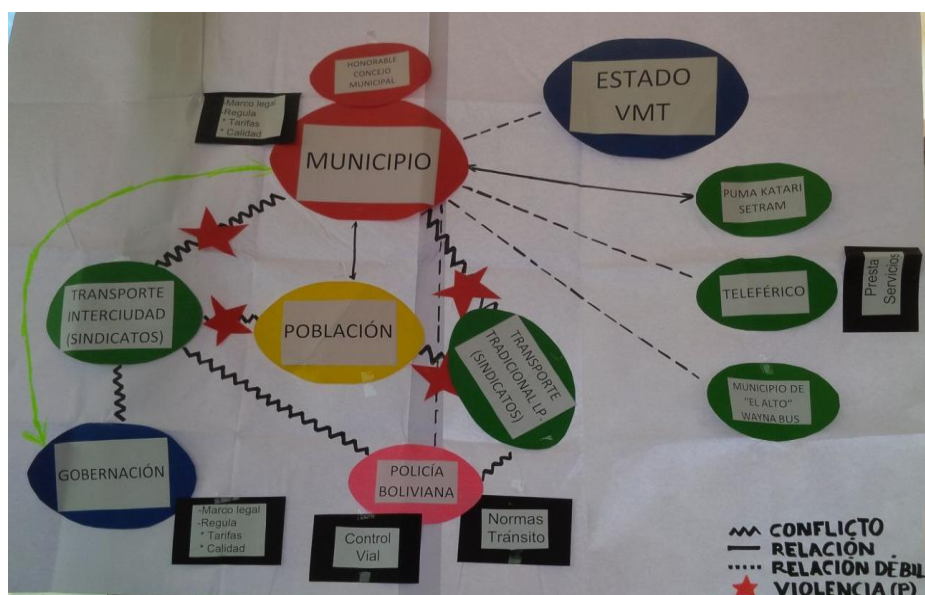 HONORABLE
CONCEJO
MUNICIPAL
ESTADO
VMT
-Marco legal
-Regula
* Tarifas
* Calidad
MUNICIPIO
PUMA KATARI
SETRAM
TRANSPORTE
INTERCIUDAD
(SINDICATOS)
POBLACIÓN
TRANSPORTE
TRADICIONAL LP.
(SINDICATOS)
TELEFÉRICO
Presta
Servicios
MUNICIPIO DE
"EL ALTO"
WAYNA BUS
GOBERNACIÓN
POLICÍA
BOLIVIANA
-Marco legal
-Regula
* Tarifas
* Calidad
Control
Vial
Normas
Tránsito
CONFLICTO
RELACIÓN
RELACIÓN DÉBIL
VIOLENCIA (P)